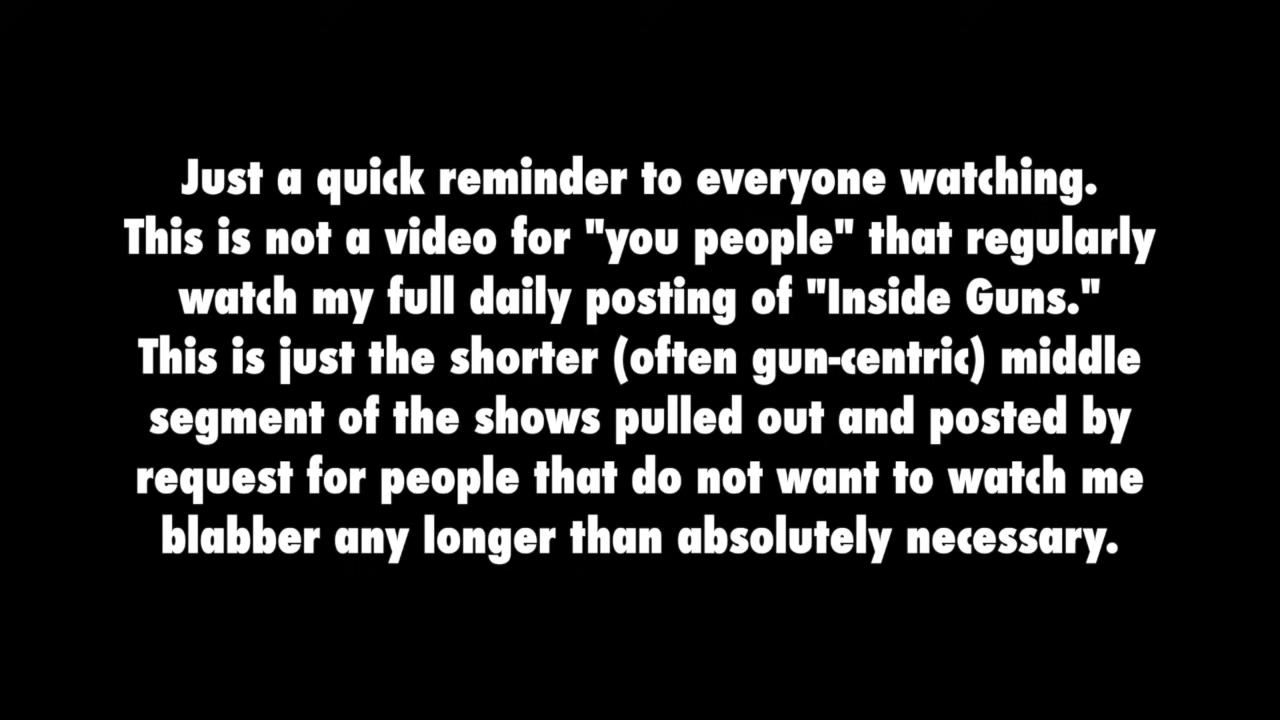 Just a quick reminder to everyone watching.
This is not a video for "you people" that regularly
watch my full daily posting of "Inside Guns."
This is just the shorter (often gun-centric) middle
segment of the shows pulled out and posted by
request for people that do not want to watch me
blabber any longer than absolutely necessary.